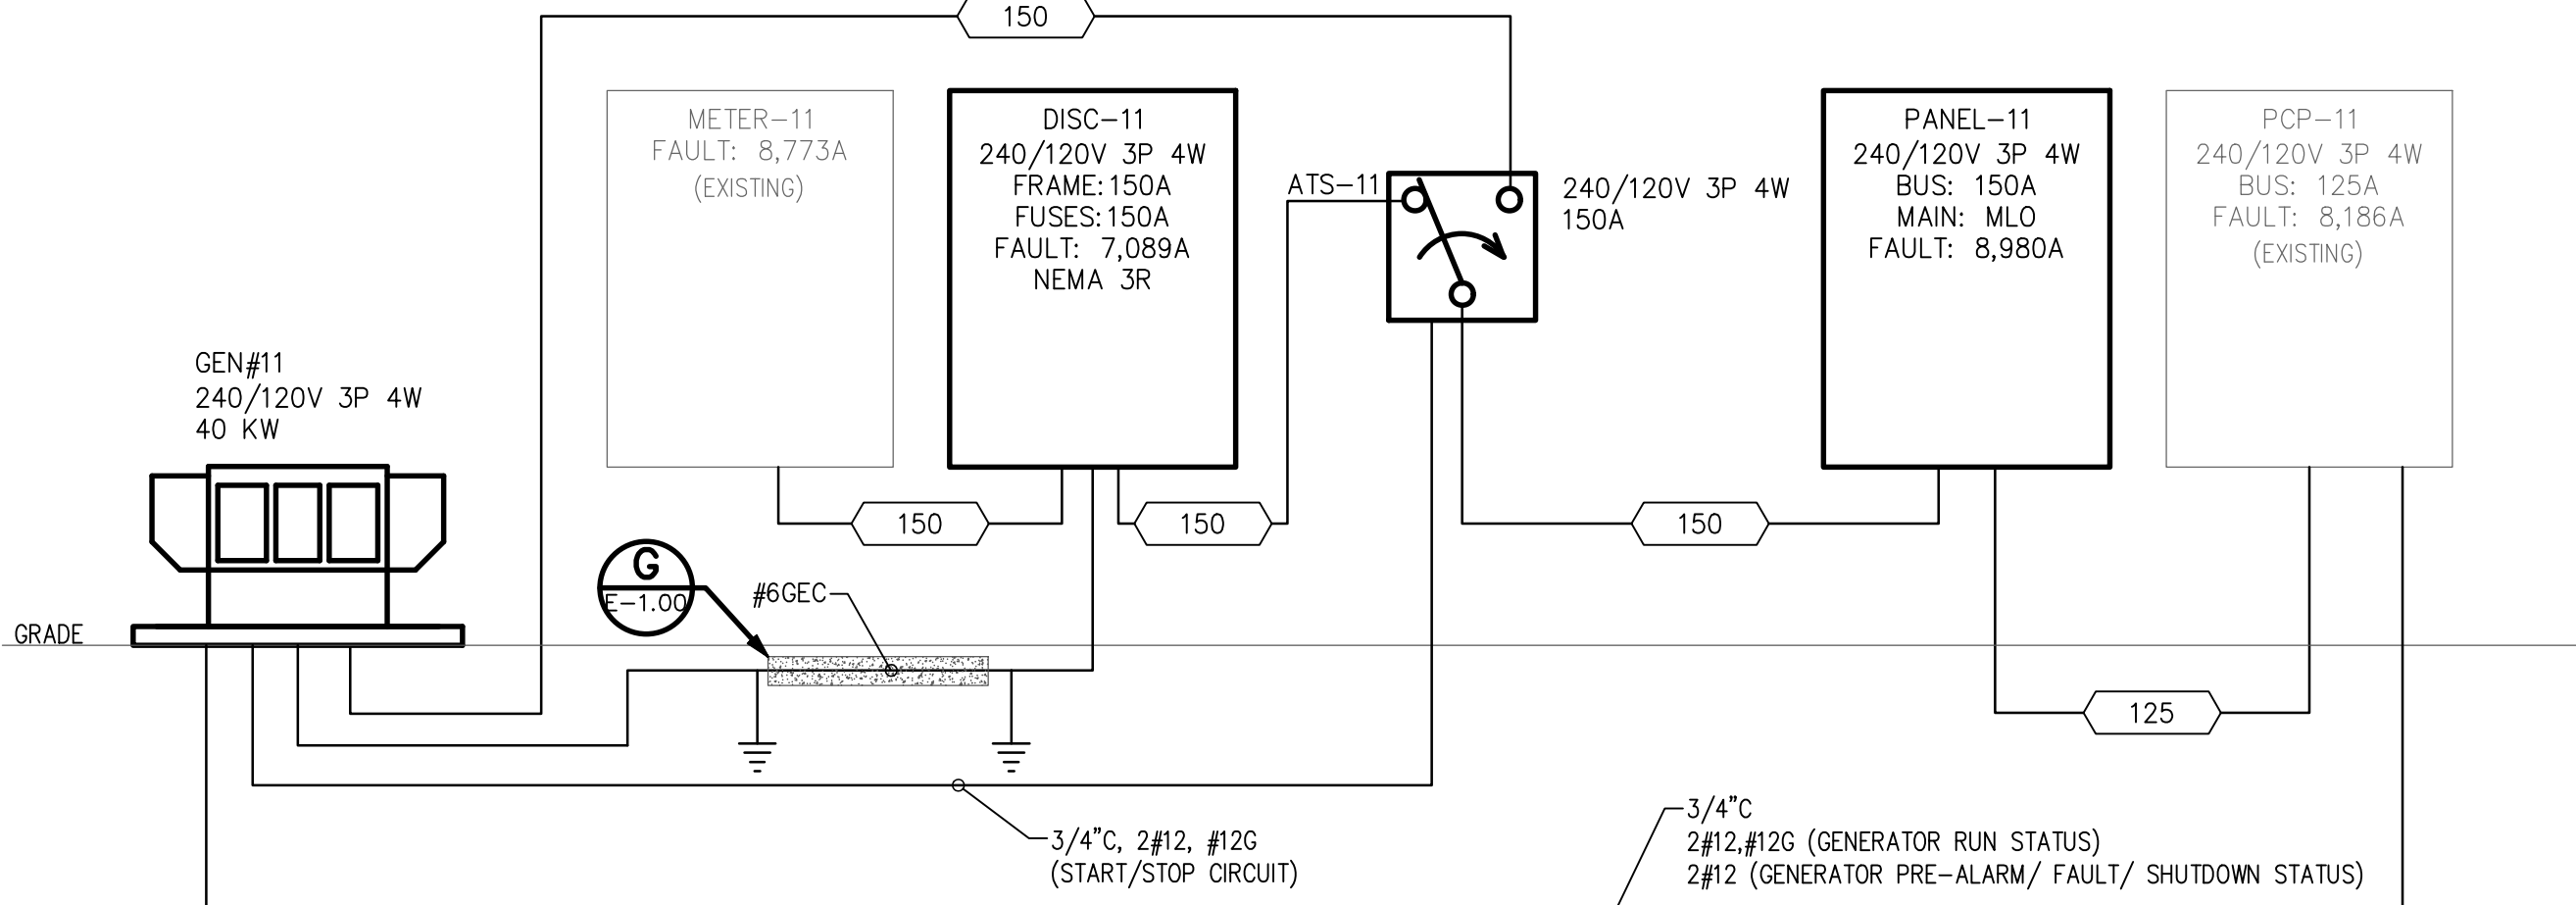 150
METER-11
FAULT: 8,773A
(EXISTING)
DISC-11
240/120V 3P 4W
FRAME: 150A
FUSES: 150A
FAULT: 7,089A
NEMA 3R
ATS-11
240/120V 3P 4W
150A
PANEL-11
240/120V 3P 4W
BUS: 150A
MAIN: MLO
FAULT: 8,980A
PCP-11
240/120V 3P 4W
BUS: 125A
FAULT: 8,186A
(EXISTING)
GEN#11
240/120V 3P 4W
40 KW
150
150
150
G
E-1.00
#6GEC
GRADE
125
3/4"C, 2#12, #12G
(START/STOP CIRCUIT)
3/4"C
2#12,#12G (GENERATOR RUN STATUS)
2#12 (GENERATOR PRE-ALARM/ FAULT/ SHUTDOWN STATUS)